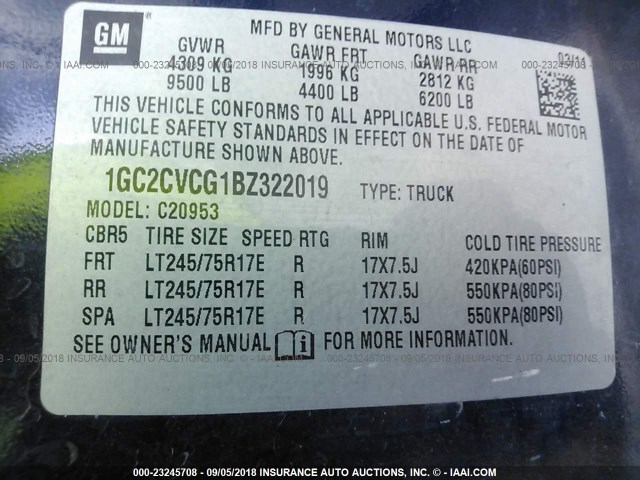 GM
MFD BY GENERAL MOTORS LLC
03/11
GVWR GAWR FRT GAWR RR
4309 KG 1996 KG 2812 KG
9500 LB 4400 LB 6200 LB
THIS VEHICLE CONFORMS TO ALL APPLICABLE U.S. FEDERAL MOTOR
VEHICLE SAFETY STANDARDS IN EFFECT ON THE DATE OF
MANUFACTURE SHOWN ABOVE.
1GC2CVCG1BZ322019 TYPE: TRUCK
MODEL: C20953
CBR5 TIRE SIZE SPEED RTG RIM COLD TIRE PRESSURE
FRT LT245/75R17E R 17X7.5J 420KPA(60PSI)
RR LT245/75R17E R 17X7.5J 550KPA(80PSI)
SPA LT245/75R17E R 17X7.5J 550KPA(80PSI)
SEE OWNER'S MANUAL i FOR MORE INFORMATION.
000-23245708 - 09/05/2018 - INSURANCE AUTO AUCTIONS, INC. - © - IAAI.COM